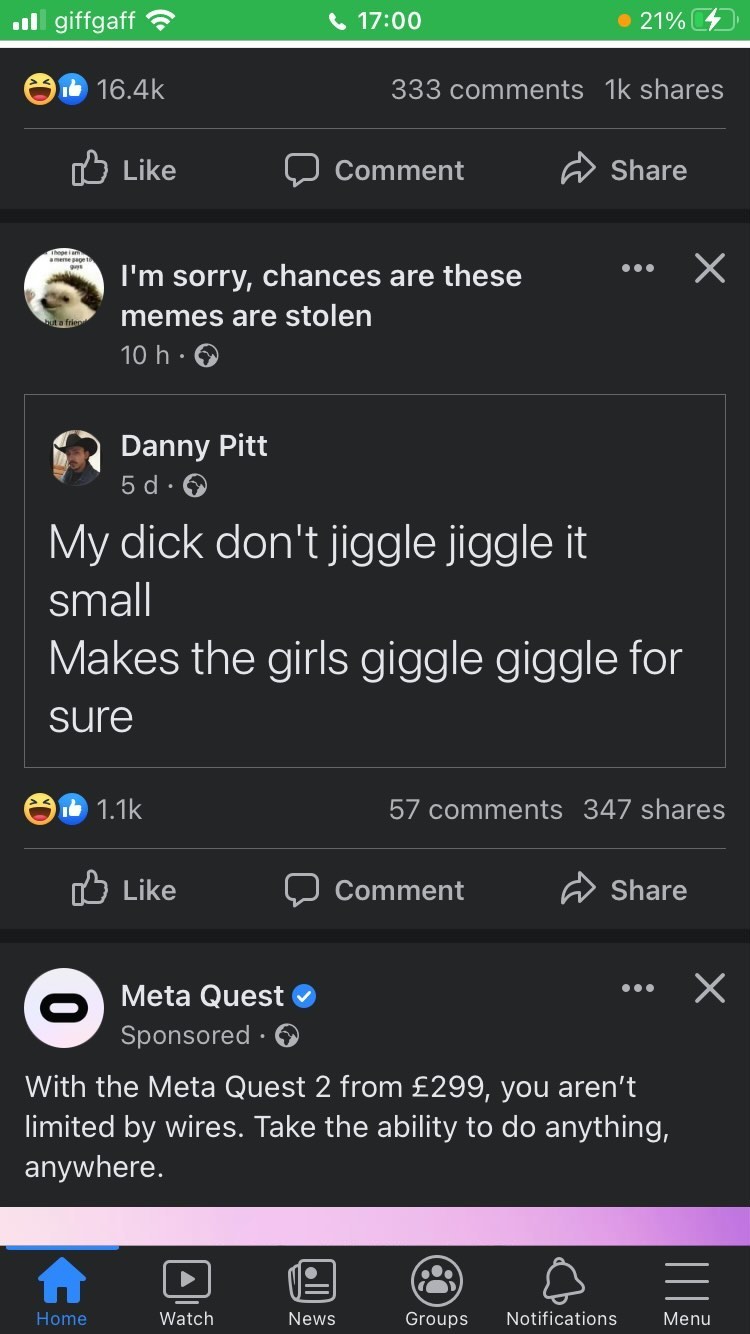 giffgaff 17:00 21%
16.4k 333 comments 1k shares
Like Comment Share
I'm sorry, chances are these
memes are stolen
10 h ·
Danny Pitt
5 d ·
My dick don't jiggle jiggle it
small
Makes the girls giggle giggle for
sure
1.1k 57 comments 347 shares
Like Comment Share
Meta Quest
Sponsored ·
With the Meta Quest 2 from £299, you aren’t
limited by wires. Take the ability to do anything,
anywhere.
Home Watch News Groups Notifications Menu